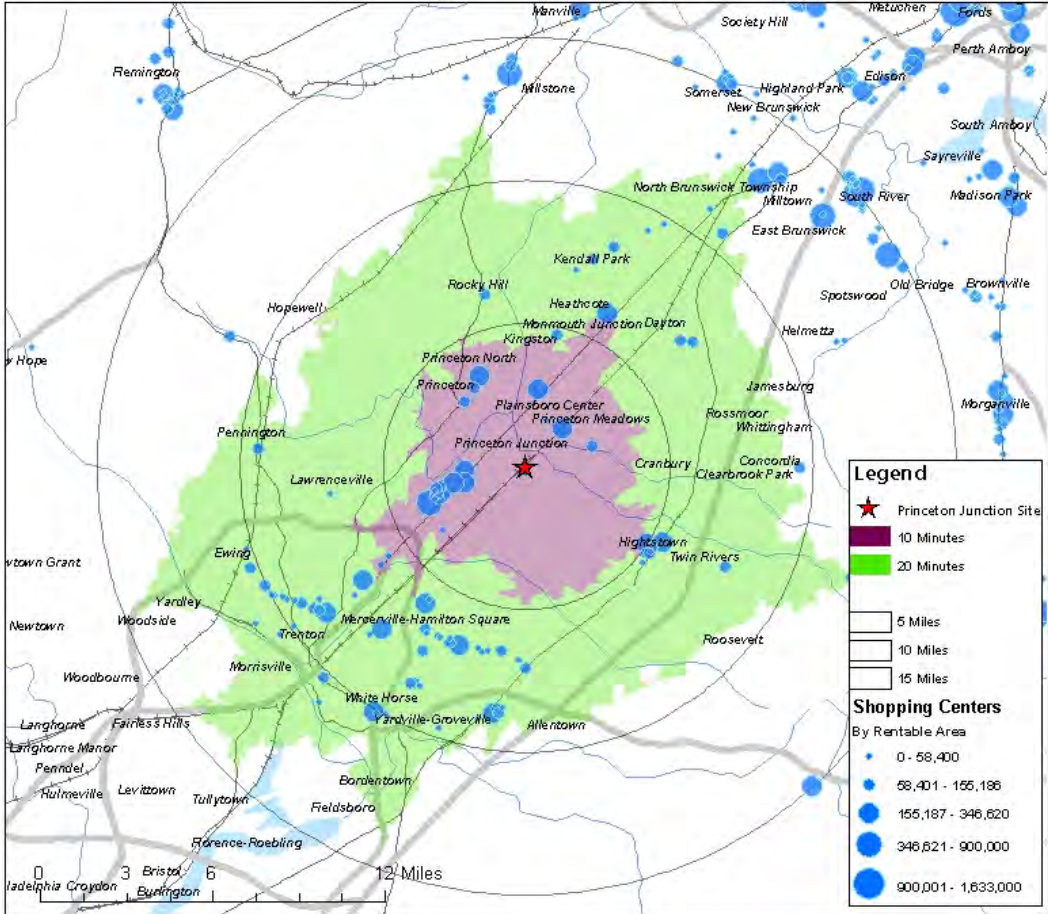 Manville
Society Hill
Metuchen
Fords
Perth Amboy
Flemington
Millstone
Edison
Somerset
Highland Park
New Brunswick
South Amboy
Sayreville
North Brunswick Township
Milltown
South River
Madison Park
East Brunswick
Kendall Park
Rocky Hill
Old Bridge
Brownville
Spotswood
Hopewell
Heathcote
Monmouth Junction
Dayton
Helmetta
Kingston
Princeton North
Princeton
Jamesburg
Plainsboro Center
Princeton Meadows
Rossmoor
Whittingham
Morganville
Pennington
Princeton Junction
Cranbury
Concordia
Clearbrook Park
Lawrenceville
Hightstown
Twin Rivers
Ewing
Yardley
Woodside
Newtown
Trenton
Mercerville-Hamilton Square
Roosevelt
Morrisville
Woodbourne
White Horse
Yardville-Groveville
Allentown
Langhorne
Fairless Hills
Langhorne Manor
Penndel
Hulmeville
Levittown
Tullytown
Bordentown
Fieldsboro
Florence-Roebling
Bristol
Burlington
Croydon
0 3 6 12 Miles
Legend
Princeton Junction Site
10 Minutes
20 Minutes
5 Miles
10 Miles
15 Miles
Shopping Centers
By Rentable Area
0 - 58,400
58,401 - 155,186
155,187 - 346,620
346,621 - 900,000
900,001 - 1,633,000